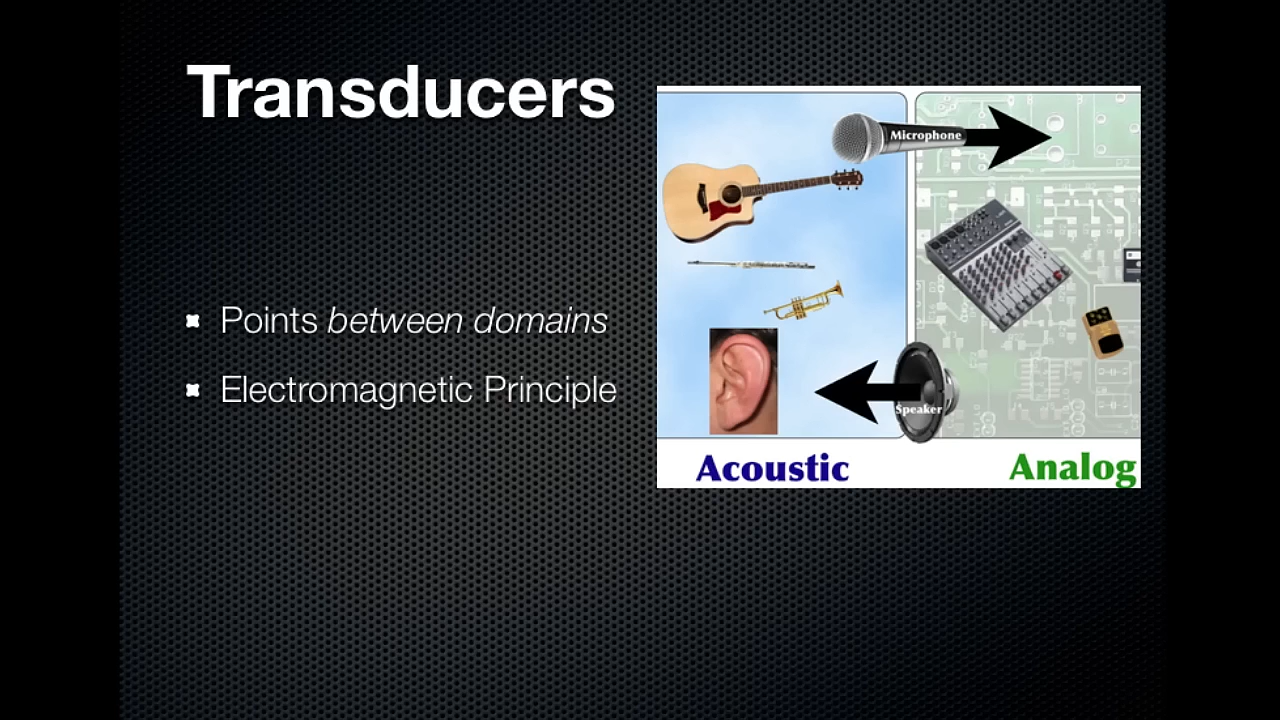 Transducers
Points between domains
Electromagnetic Principle
Microphone
Speaker
Acoustic
Analog